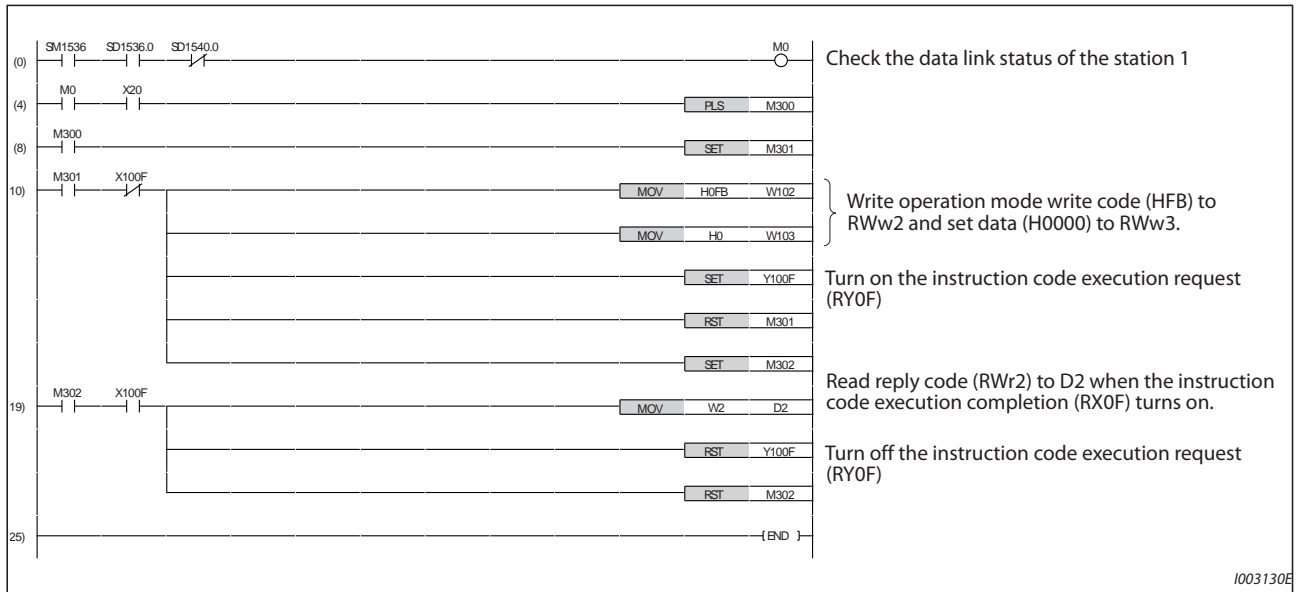 SM1536 SD1536.0 SD1540.0 M0
(0) Check the data link status of the station 1
M0 X20
(4) PLS M300
M300
(8) SET M301
M301 X100F
10) MOV H0FB W102
Write operation mode write code (HFB) to
RWw2 and set data (H0000) to RWw3.
MOV H0 W103
SET Y100F Turn on the instruction code execution request
(RY0F)
RST M301
SET M302
Read reply code (RWr2) to D2 when the instruction
M302 X100F
19) MOV W2 D2 code execution completion (RX0F) turns on.
RST Y100F Turn off the instruction code execution request
(RY0F)
RST M302
25) { END }
I003130E